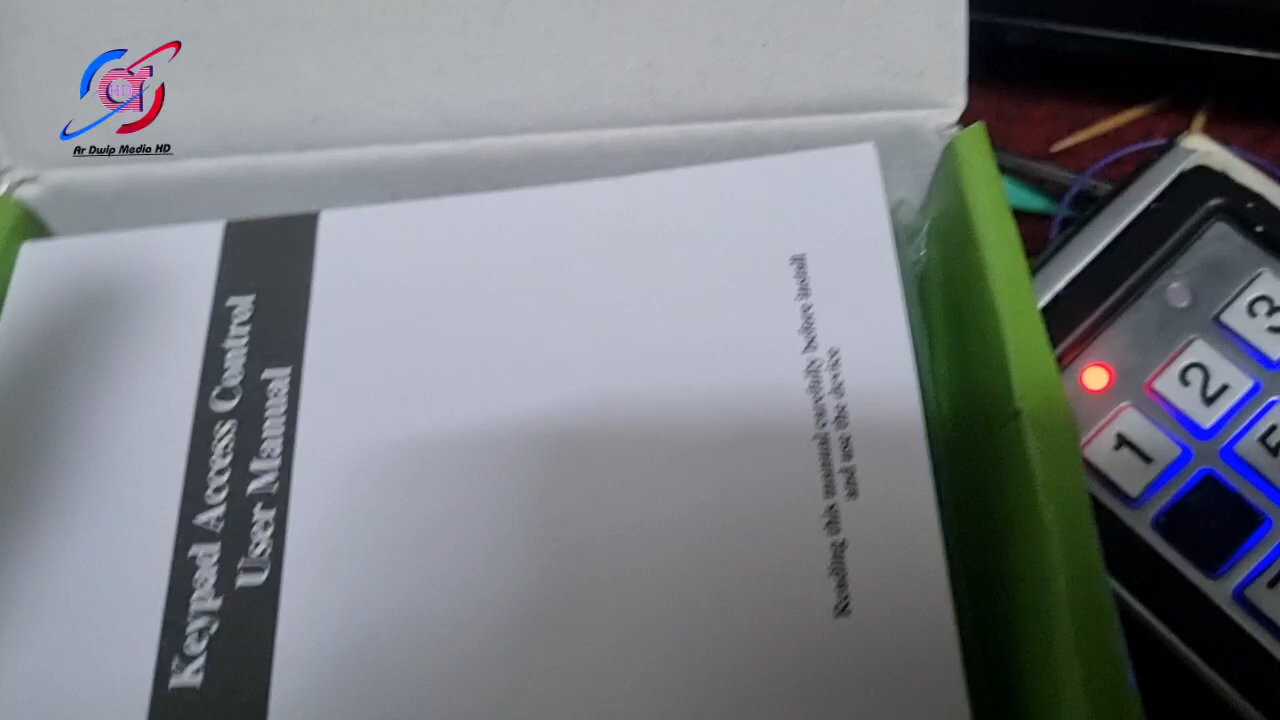 Ar Dwip Media HD
Keypad Access Control
User Manual
Reading this manual carefully before install
and use the device
1
2
3
5